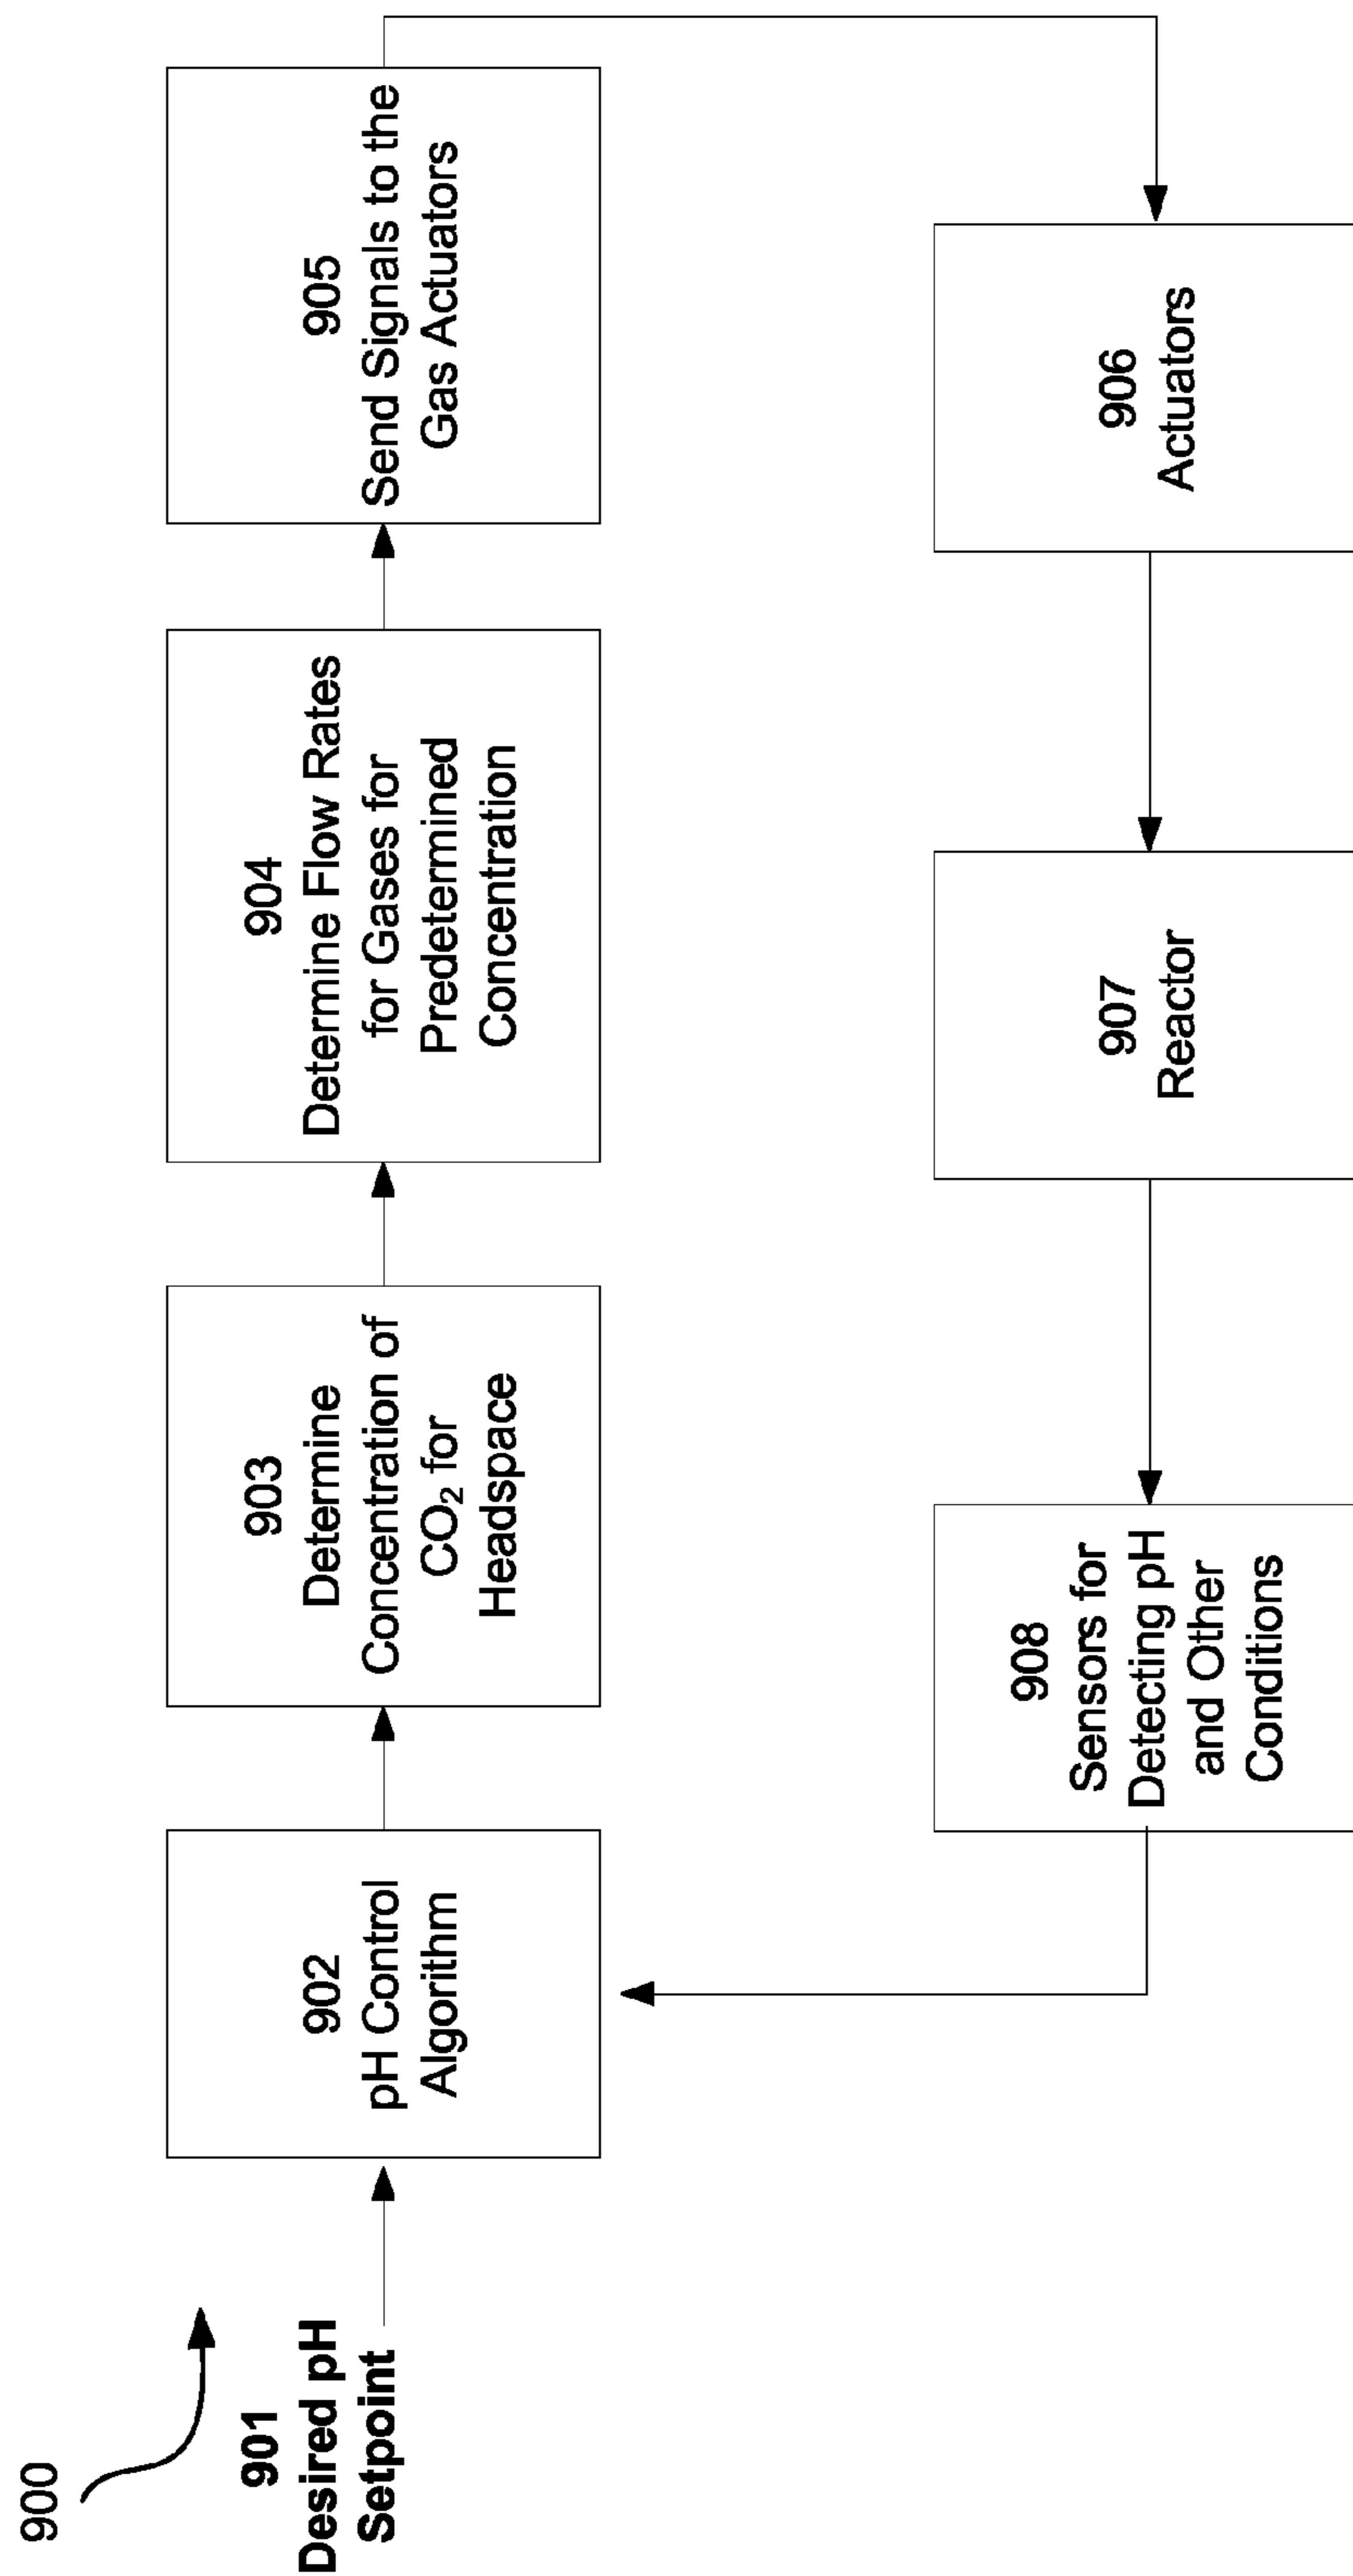 900
901
Desired pH
Setpoint
902
pH Control
Algorithm
903
Determine
Concentration of
CO₂ for
Headspace
904
Determine Flow Rates
for Gases for
Predetermined
Concentration
905
Send Signals to the
Gas Actuators
906
Actuators
907
Reactor
908
Sensors for
Detecting pH
and Other
Conditions